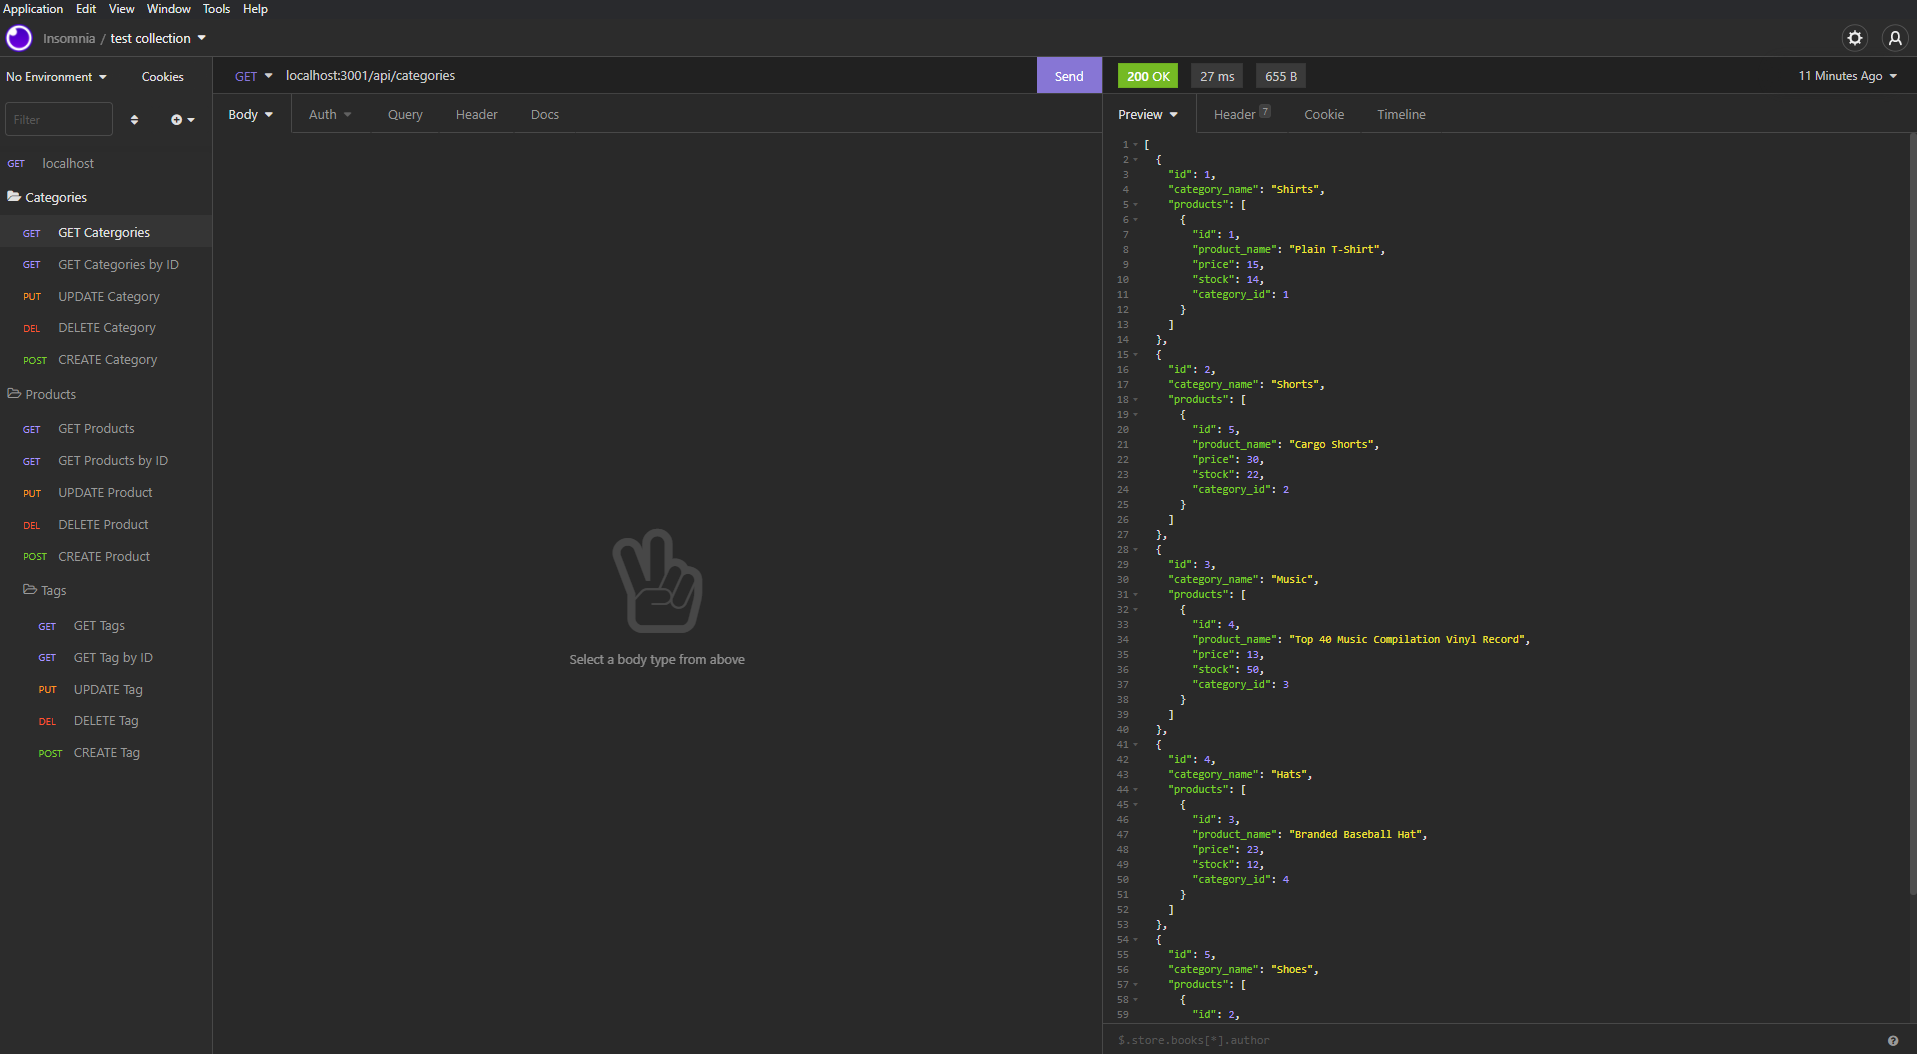 Application Edit View Window Tools Help
Insomnia / test collection
No Environment Cookies
Filter
GET localhost
Categories
GET GET Catergories
GET GET Categories by ID
PUT UPDATE Category
DEL DELETE Category
POST CREATE Category
Products
GET GET Products
GET GET Products by ID
PUT UPDATE Product
DEL DELETE Product
POST CREATE Product
Tags
GET GET Tags
GET GET Tag by ID
PUT UPDATE Tag
DEL DELETE Tag
POST CREATE Tag
GET localhost:3001/api/categories Send
Body Auth Query Header Docs
Select a body type from above
200 OK 27 ms 655 B 11 Minutes Ago
Preview Header 7 Cookie Timeline
1 [
2 {
3 "id": 1,
4 "category_name": "Shirts",
5 "products": [
6 {
7 "id": 1,
8 "product_name": "Plain T-Shirt",
9 "price": 15,
10 "stock": 14,
11 "category_id": 1
12 }
13 ]
14 },
15 {
16 "id": 2,
17 "category_name": "Shorts",
18 "products": [
19 {
20 "id": 5,
21 "product_name": "Cargo Shorts",
22 "price": 30,
23 "stock": 22,
24 "category_id": 2
25 }
26 ]
27 },
28 {
29 "id": 3,
30 "category_name": "Music",
31 "products": [
32 {
33 "id": 4,
34 "product_name": "Top 40 Music Compilation Vinyl Record",
35 "price": 13,
36 "stock": 50,
37 "category_id": 3
38 }
39 ]
40 },
41 {
42 "id": 4,
43 "category_name": "Hats",
44 "products": [
45 {
46 "id": 3,
47 "product_name": "Branded Baseball Hat",
48 "price": 23,
49 "stock": 12,
50 "category_id": 4
51 }
52 ]
53 },
54 {
55 "id": 5,
56 "category_name": "Shoes",
57 "products": [
58 {
59 "id": 2,
$.store.books[*].author